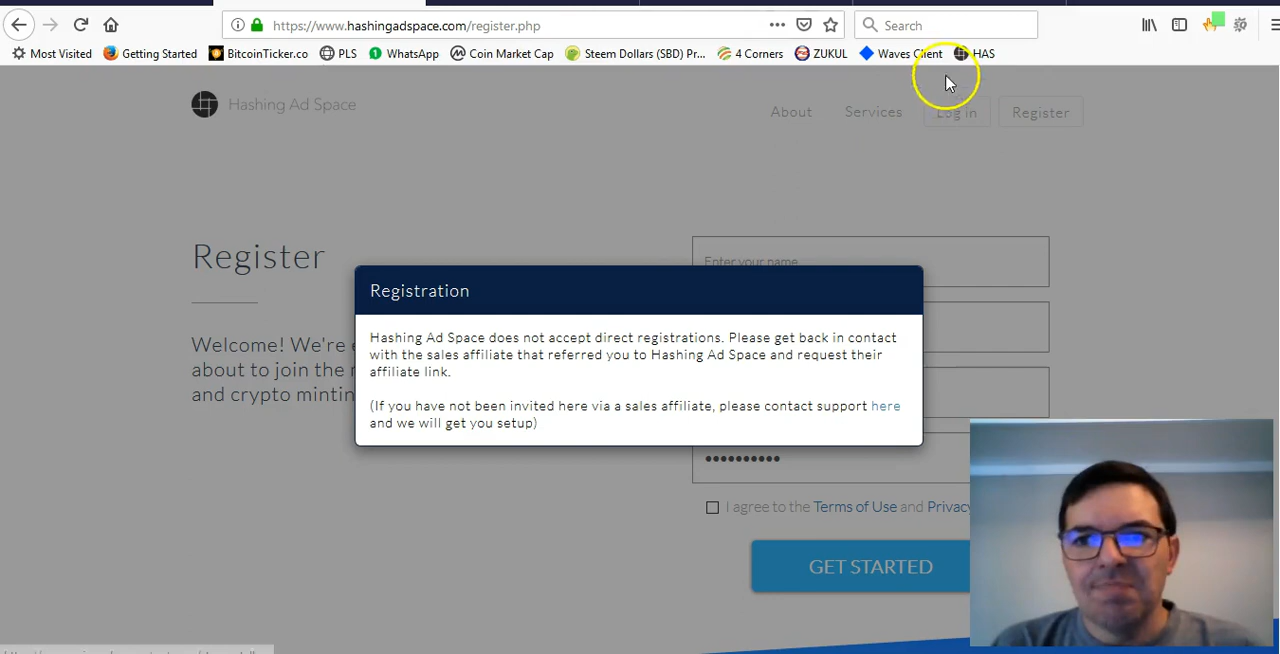 https://www.hashingadspace.com/register.php
Search
Most Visited Getting Started BitcoinTicker.co PLS WhatsApp Coin Market Cap Steem Dollars (SBD) Pr... 4 Corners ZUKUL Waves Client HAS
Hashing Ad Space
About Services Log In Register
Register
Enter your name
Welcome! We're
about to join the
and crypto mintin
Registration
Hashing Ad Space does not accept direct registrations. Please get back in contact
with the sales affiliate that referred you to Hashing Ad Space and request their
affiliate link.
(If you have not been invited here via a sales affiliate, please contact support here
and we will get you setup)
I agree to the Terms of Use and Privacy
GET STARTED